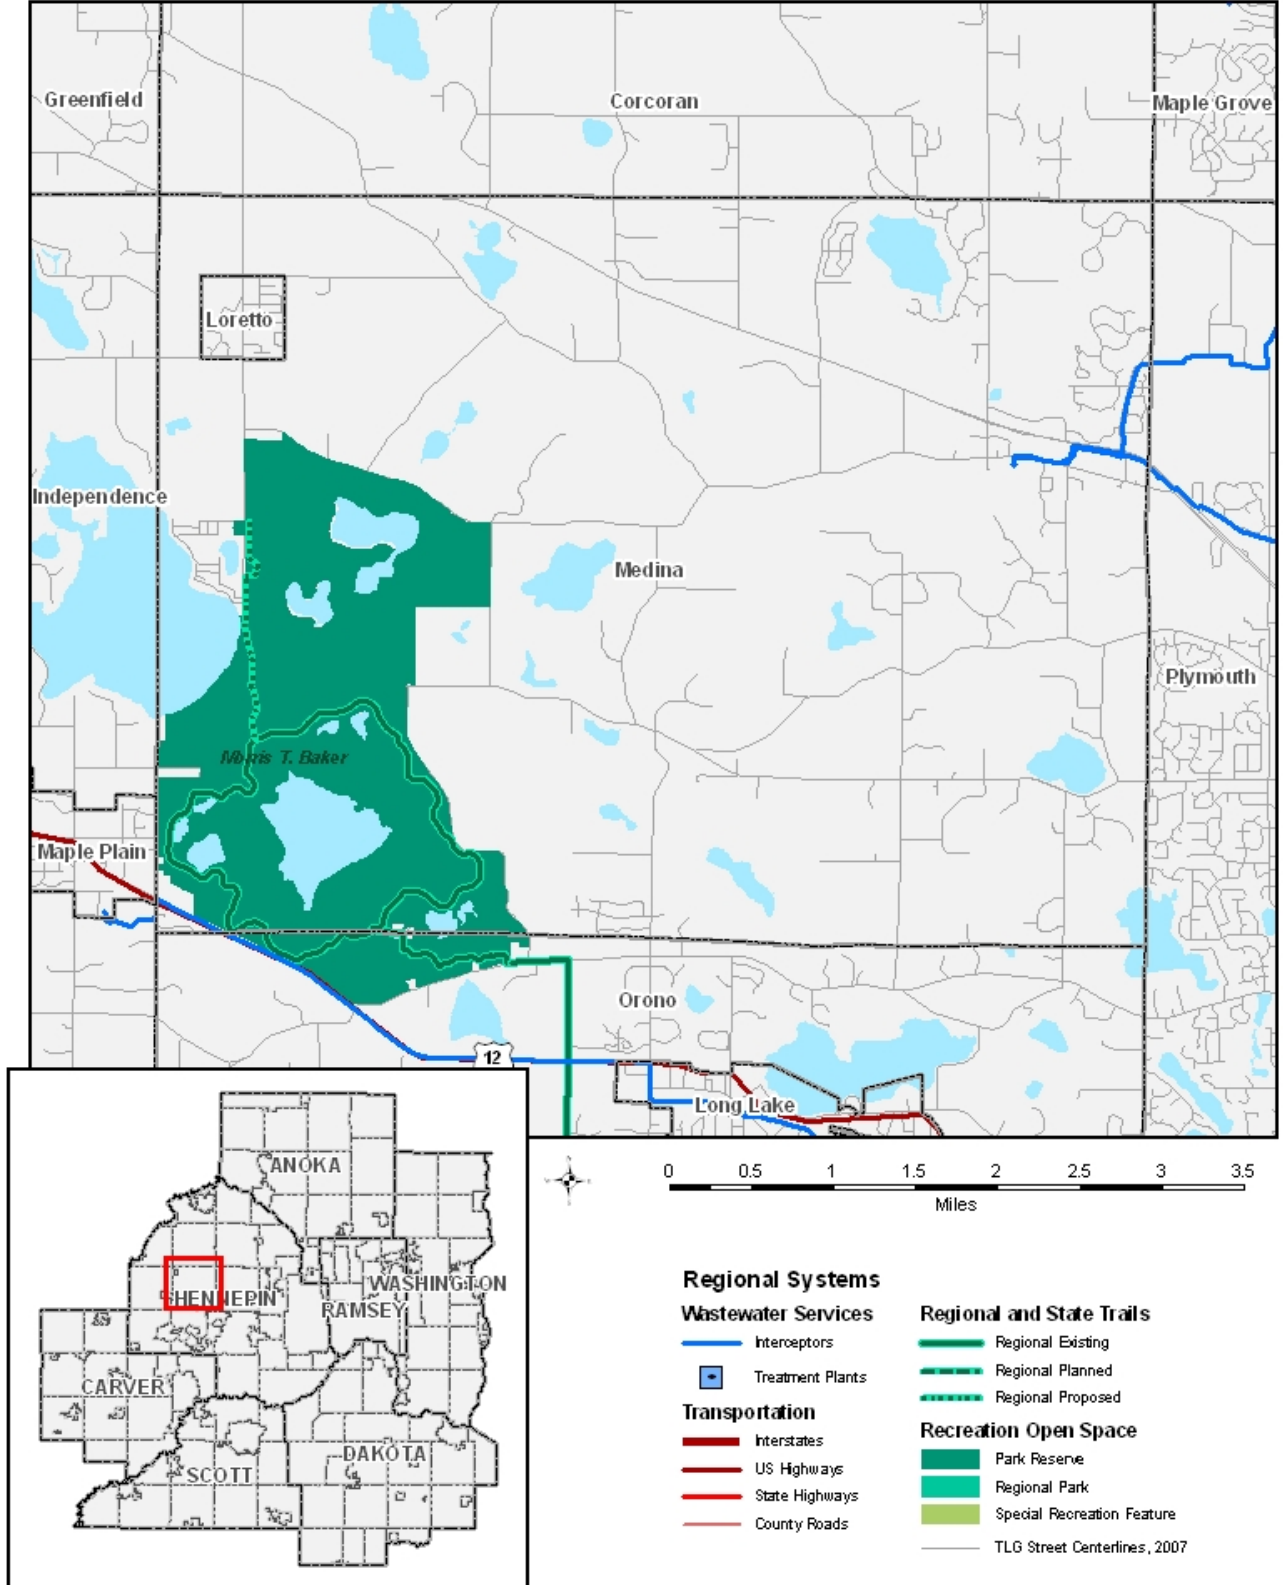 Greenfield
Corcoran
Maple Grove
Loretto
Independence
Medina
Plymouth
Morris T. Baker
Maple Plain
Orono
12
Long Lake
ANOKA
HENNEPIN
WASHINGTON
RAMSEY
CARVER
SCOTT
DAKOTA
0 0.5 1 1.5 2 2.5 3 3.5
Miles
Regional Systems
Wastewater Services
Interceptors
Treatment Plants
Transportation
Interstates
US Highways
State Highways
County Roads
Regional and State Trails
Regional Existing
Regional Planned
Regional Proposed
Recreation Open Space
Park Reserve
Regional Park
Special Recreation Feature
TLG Street Centerlines, 2007